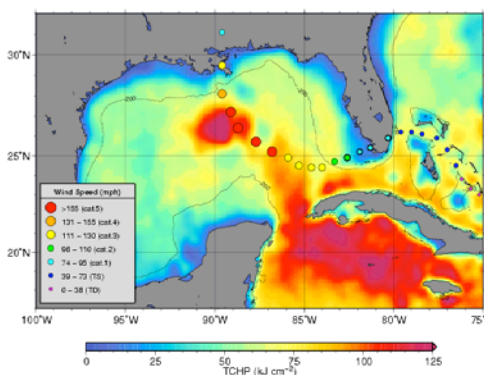 30°N
25°N
20°N
Wind Speed (mph)
>155 (cat.5)
131 – 155 (cat.4)
111 – 130 (cat.3)
96 – 110 (cat.2)
74 – 95 (cat.1)
39 – 73 (TS)
0 – 38 (TD)
200
100°W 95°W 90°W 85°W 80°W 75°W
0 25 50 75 100 125
TCHP (kJ cm⁻²)